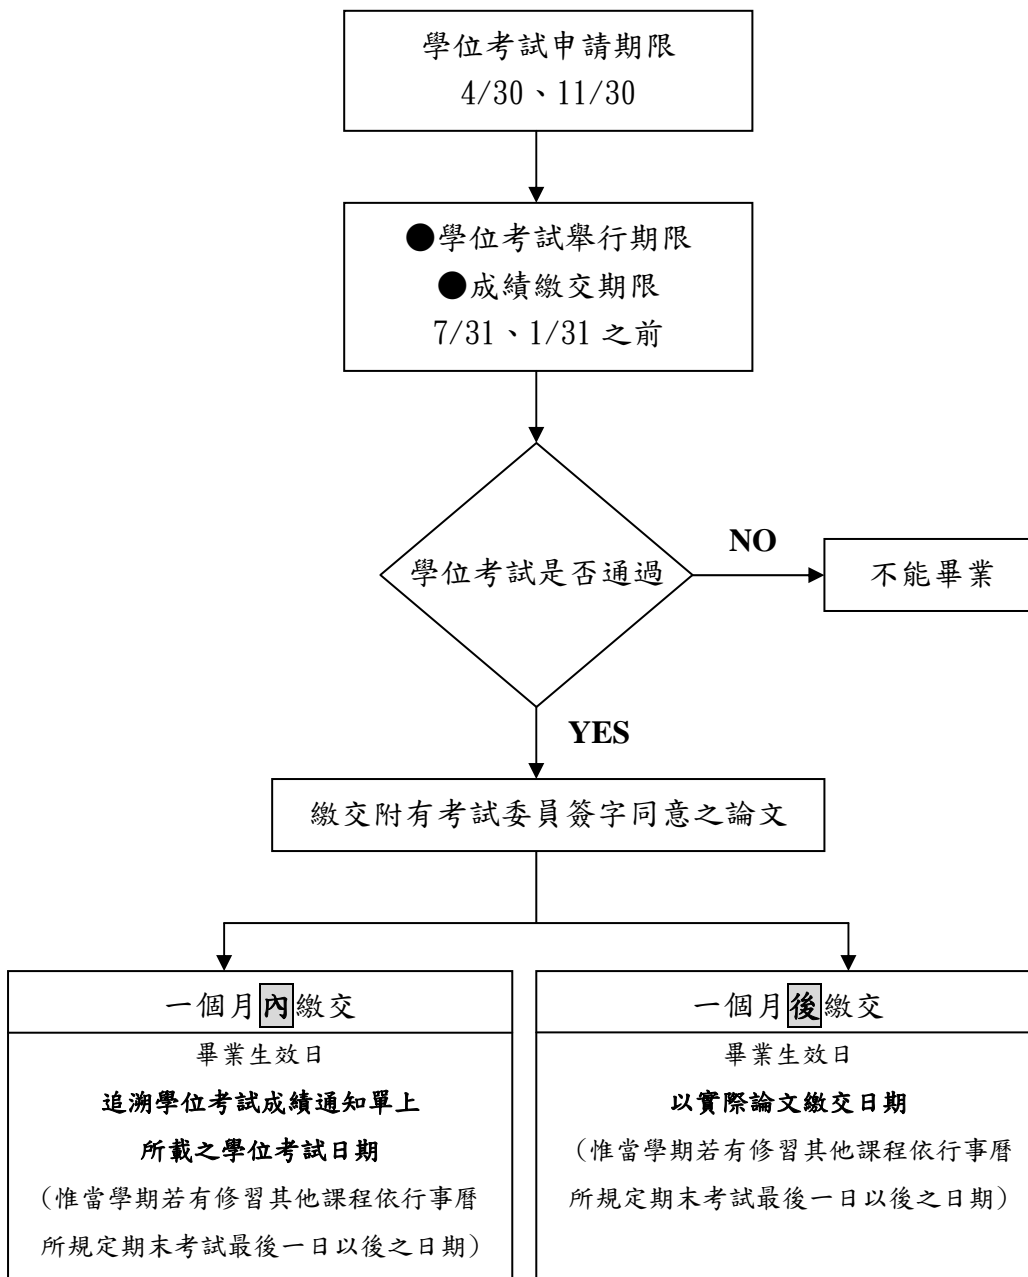 學位考試申請期限
4/30、11/30
●學位考試舉行期限
●成績繳交期限
7/31、1/31 之前
學位考試是否通過
NO
不能畢業
YES
繳交附有考試委員簽字同意之論文
一個月內繳交
畢業生效日
追溯學位考試成績通知單上
所載之學位考試日期
（惟當學期若有修習其他課程依行事曆
所規定期末考試最後一日以後之日期）
一個月後繳交
畢業生效日
以實際論文繳交日期
（惟當學期若有修習其他課程依行事曆
所規定期末考試最後一日以後之日期）